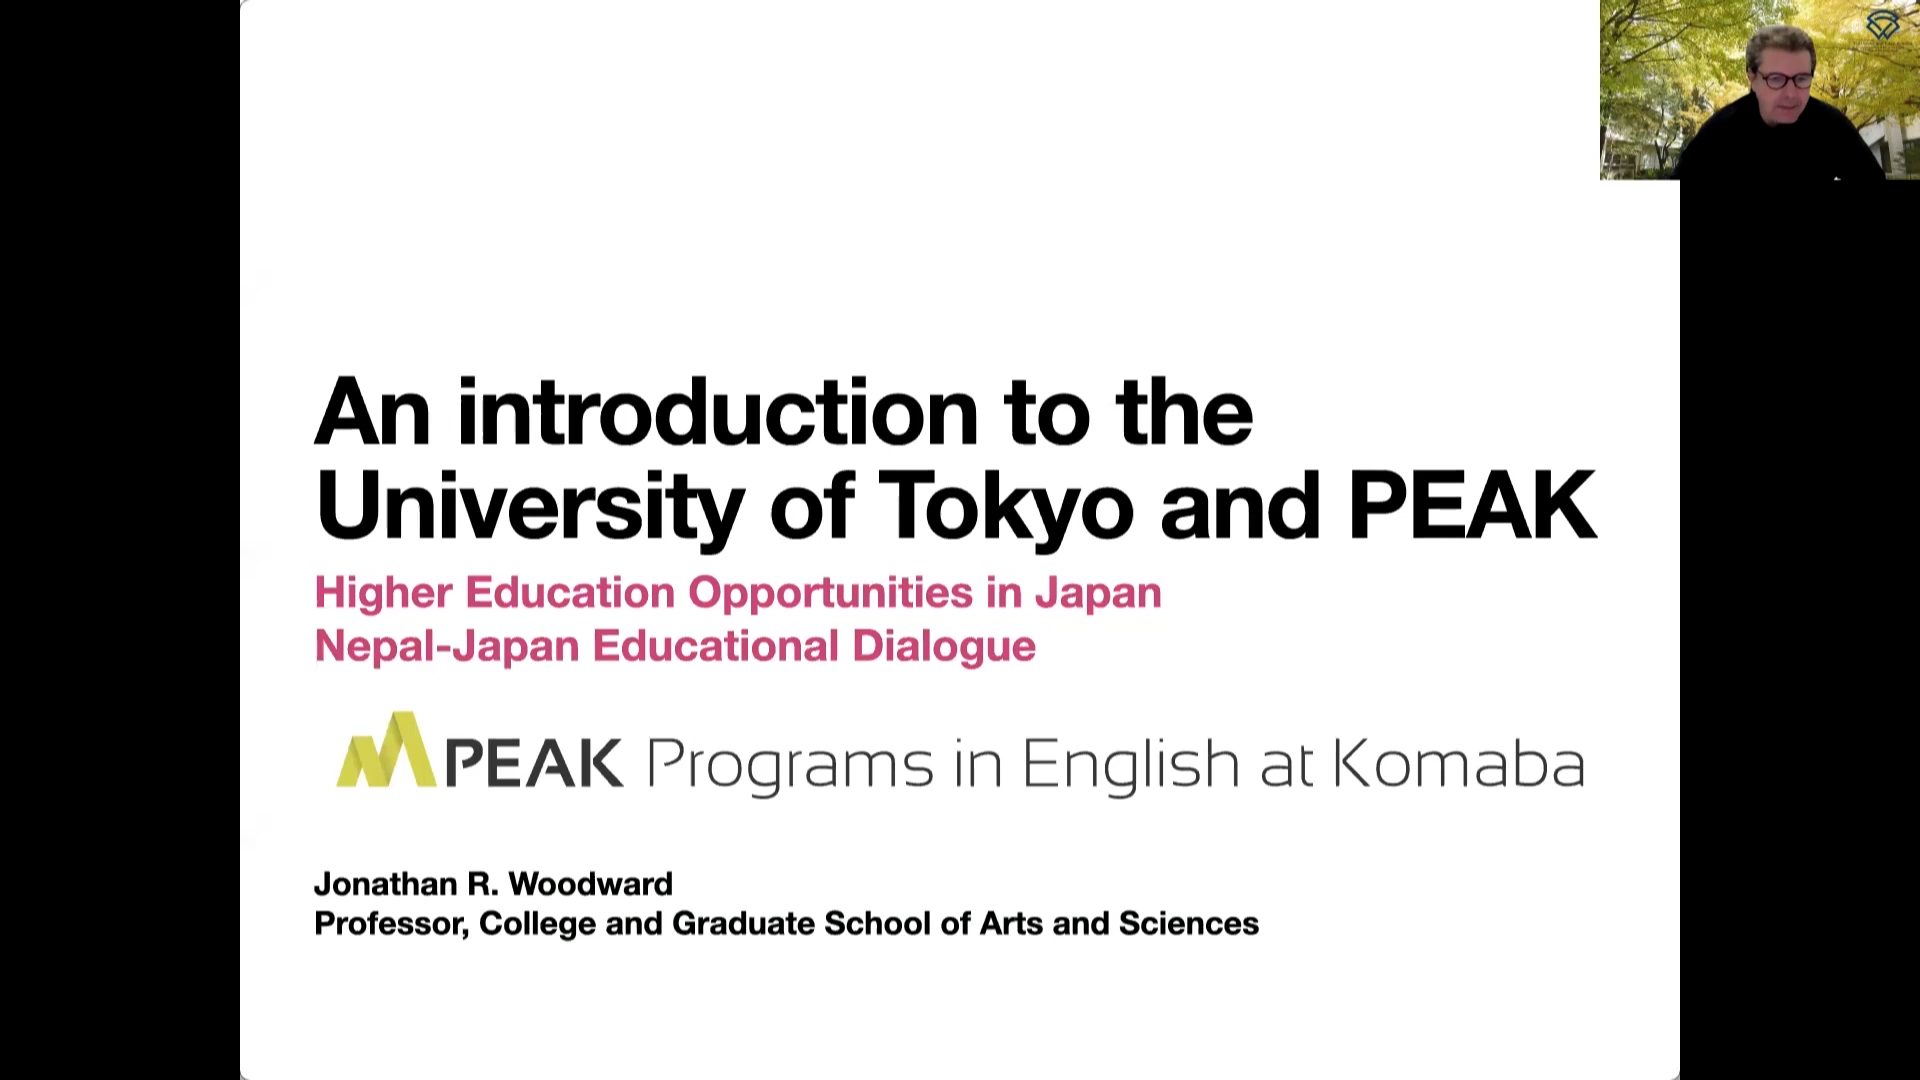 An introduction to the
University of Tokyo and PEAK
Higher Education Opportunities in Japan
Nepal-Japan Educational Dialogue
PEAK Programs in English at Komaba
Jonathan R. Woodward
Professor, College and Graduate School of Arts and Sciences